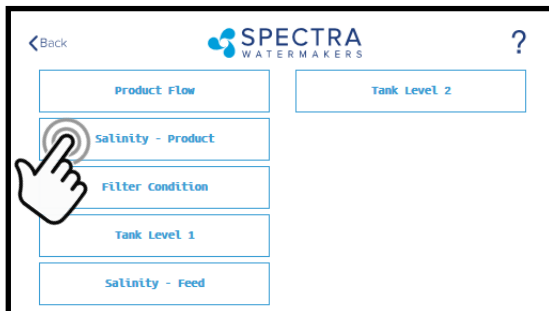 Back
SPECTRA
WATERMAKERS
?
Product Flow
Tank Level 2
Salinity - Product
Filter Condition
Tank Level 1
Salinity - Feed